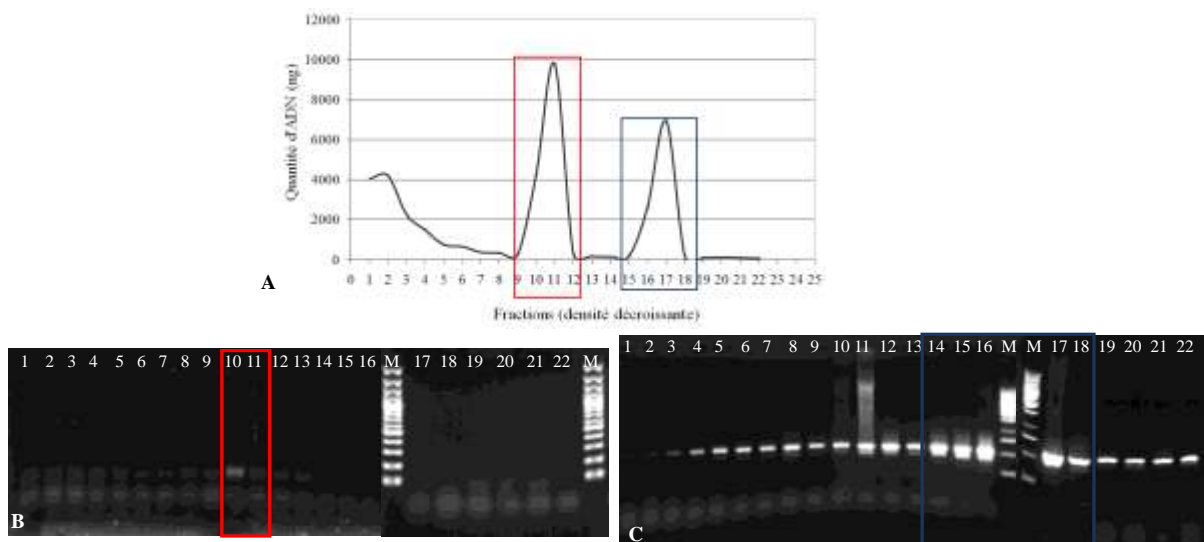 12000
10000
8000
6000
4000
2000
0
Quantité d'ADN (ng)
0 1 2 3 4 5 6 7 8 9 10 11 12 13 14 15 16 17 18 19 20 21 22 23 24 25
A
Fractions (densité décroissante)
1 2 3 4 5 6 7 8 9 10 11 12 13 14 15 16 M 17 18 19 20 21 22 M
B
1 2 3 4 5 6 7 8 9 10 11 12 13 14 15 16 M M 17 18 19 20 21 22
C